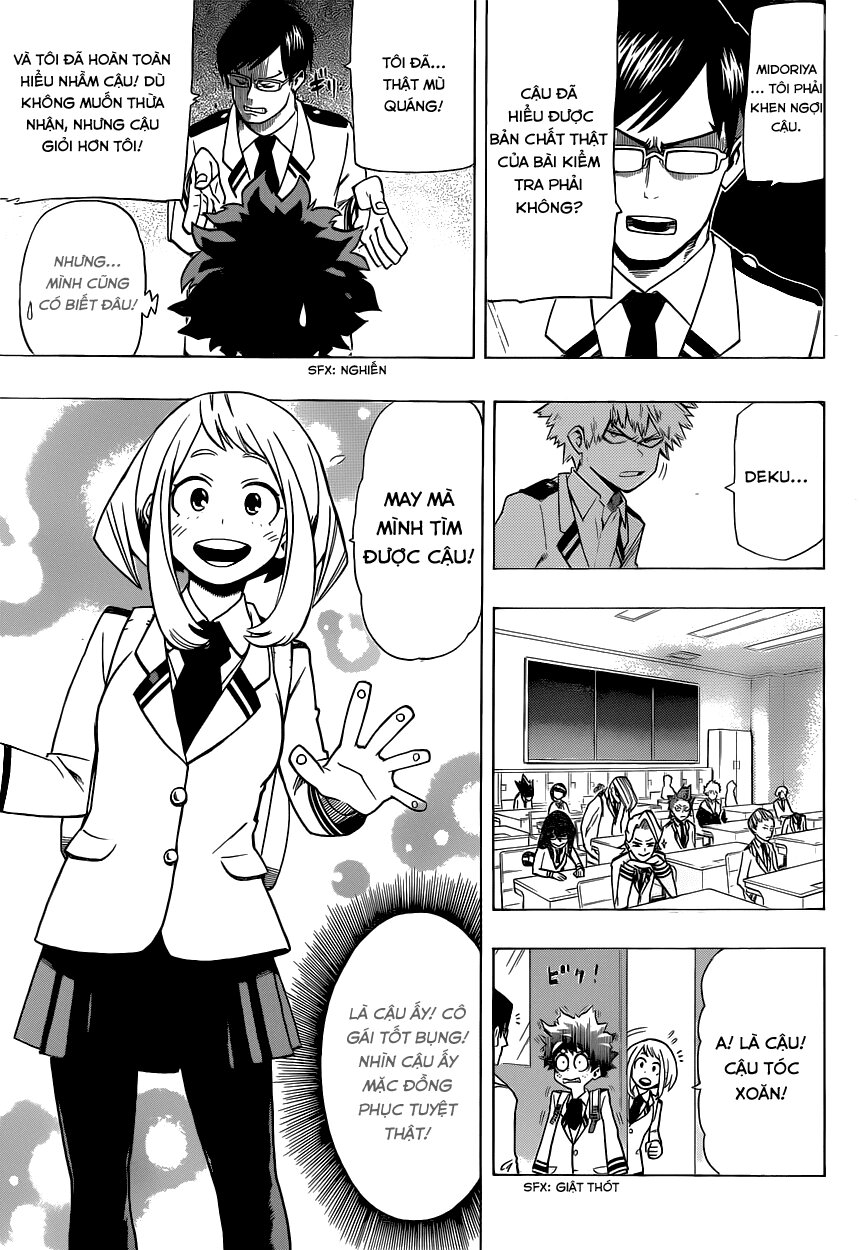 MIDORIYA
... TÔI PHẢI
KHEN NGỢI
CẬU.
CẬU ĐÃ
HIỂU ĐƯỢC
BẢN CHẤT THẬT
CỦA BÀI KIỂM
TRA PHẢI
KHÔNG?
TÔI ĐÃ...
THẬT MÙ
QUÁNG!
VÀ TÔI ĐÃ HOÀN TOÀN
HIỂU NHẦM CẬU! DÙ
KHÔNG MUỐN THỪA
NHẬN, NHƯNG CẬU
GIỎI HƠN TÔI!
NHƯNG...
MÌNH CŨNG
CÓ BIẾT ĐÂU!
SFX: NGHIẾN
DEKU...
A! LÀ CẬU!
CẬU TÓC
XOĂN!
ビクッ!
SFX: GIẬT THÓT
MAY MÀ
MÌNH TÌM
ĐƯỢC CẬU!
LÀ CẬU ẤY! CÔ
GÁI TỐT BỤNG!
NHÌN CẬU ẤY
MẶC ĐỒNG
PHỤC TUYỆT
THẬT!